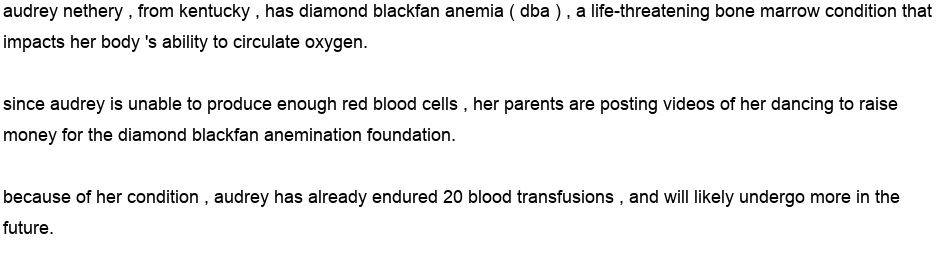 audrey nethery , from kentucky , has diamond blackfan anemia ( dba ) , a life-threatening bone marrow condition that
impacts her body 's ability to circulate oxygen.
since audrey is unable to produce enough red blood cells , her parents are posting videos of her dancing to raise
money for the diamond blackfan anemination foundation.
because of her condition , audrey has already endured 20 blood transfusions , and will likely undergo more in the
future.